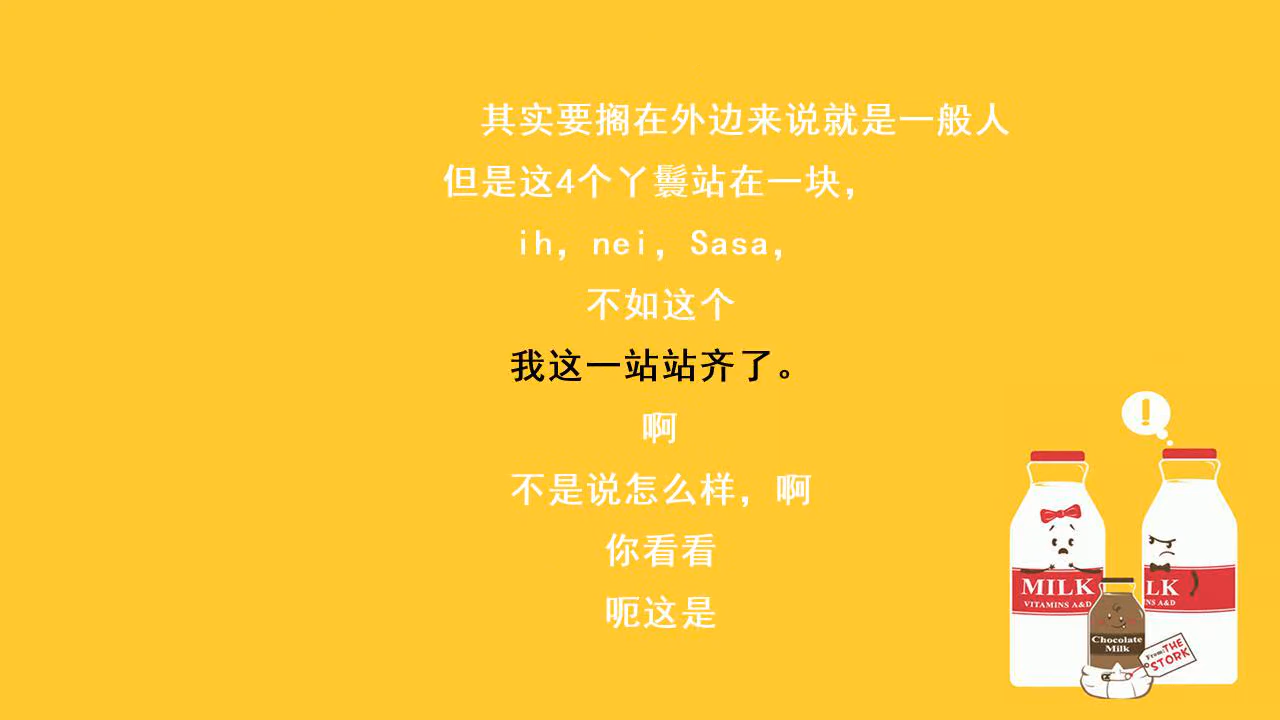 其实要搁在外边来说就是一般人
但是这4个丫鬟站在一块，
ih，nei，Sasa，
不如这个
我这一站站齐了。
啊
不是说怎么样，啊
你看看
呃这是
!
MILK
VITAMINS A&D
LK
NS A&D
Chocolate
Milk
From: THE
STORK